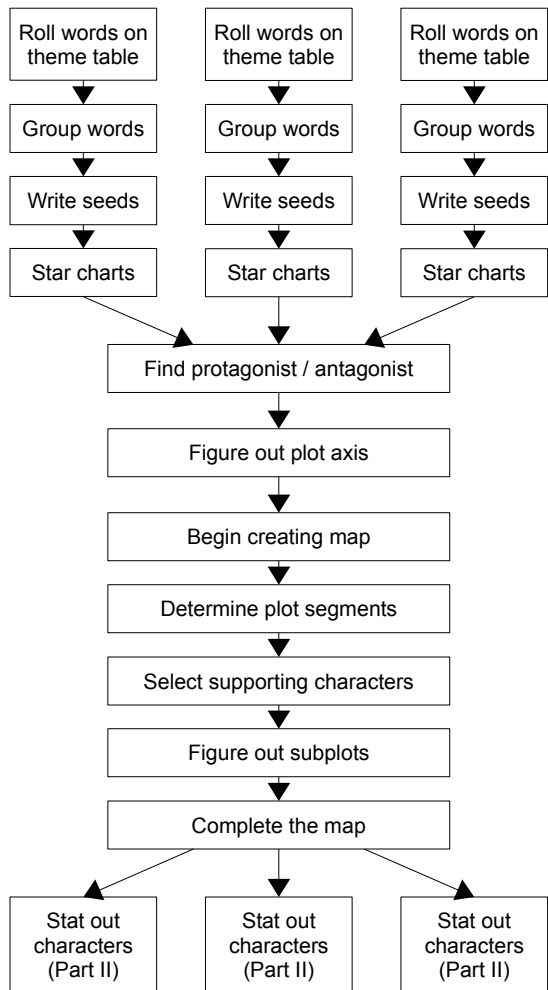 Roll words on
theme table
Roll words on
theme table
Roll words on
theme table
Group words
Group words
Group words
Write seeds
Write seeds
Write seeds
Star charts
Star charts
Star charts
Find protagonist / antagonist
Figure out plot axis
Begin creating map
Determine plot segments
Select supporting characters
Figure out subplots
Complete the map
Stat out
characters
(Part II)
Stat out
characters
(Part II)
Stat out
characters
(Part II)